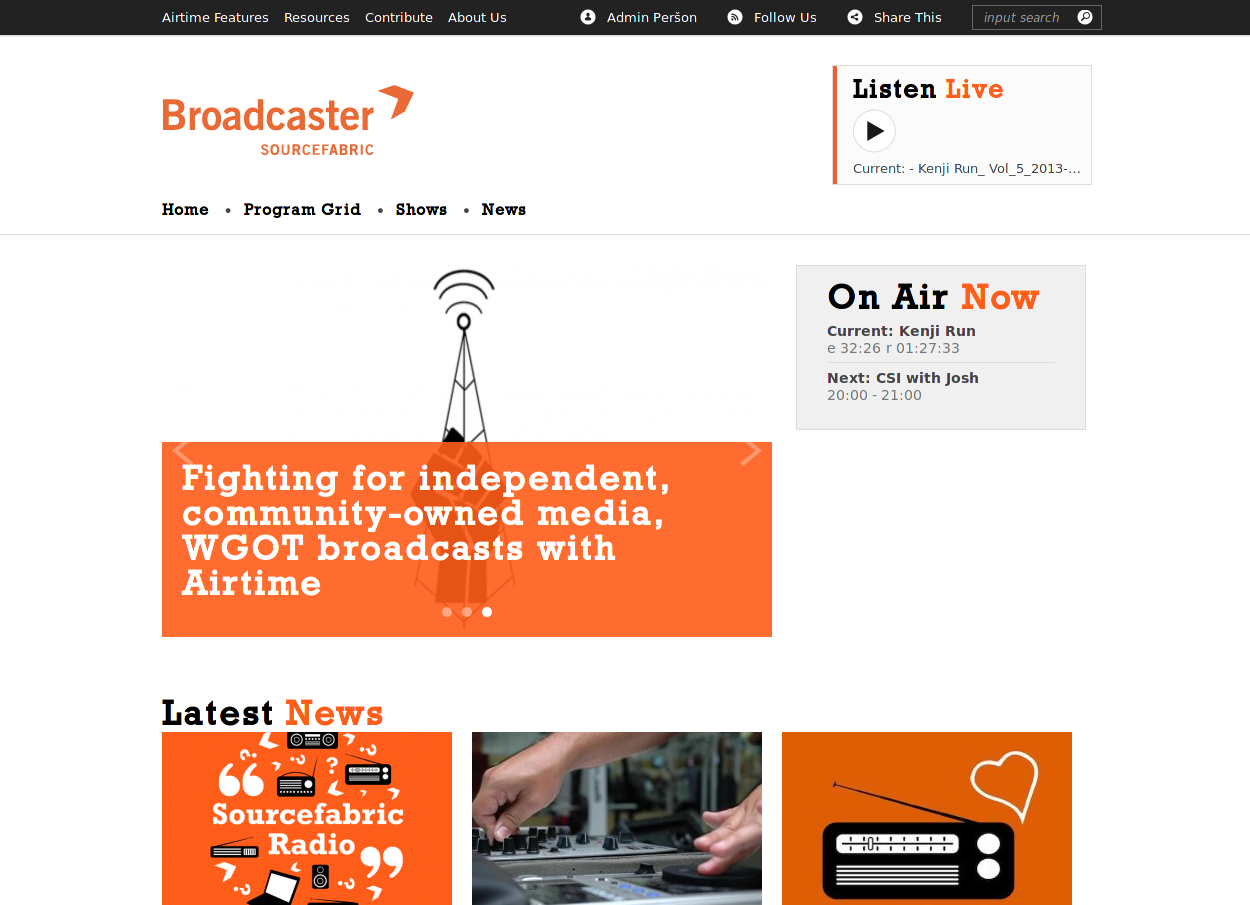 Airtime Features Resources Contribute About Us Admin Peršon Follow Us Share This input search
Broadcaster
SOURCEFABRIC
Listen Live
Current: - Kenji Run_ Vol_5_2013-...
Home • Program Grid • Shows • News
On Air Now
Current: Kenji Run
e 32:26 r 01:27:33
Next: CSI with Josh
20:00 - 21:00
Fighting for independent,
community-owned media,
WGOT broadcasts with
Airtime
Latest News
Sourcefabric
Radio